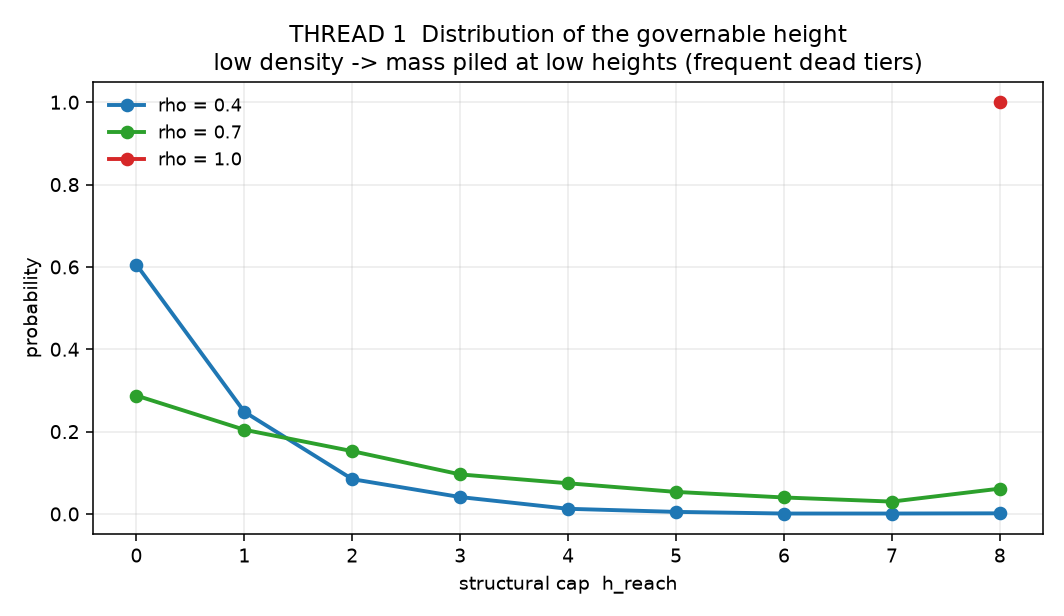 THREAD 1  Distribution of the governable height
low density -> mass piled at low heights (frequent dead tiers)
rho = 0.4
rho = 0.7
rho = 1.0
probability
1.0
0.8
0.6
0.4
0.2
0.0
0 1 2 3 4 5 6 7 8
structural cap  h_reach